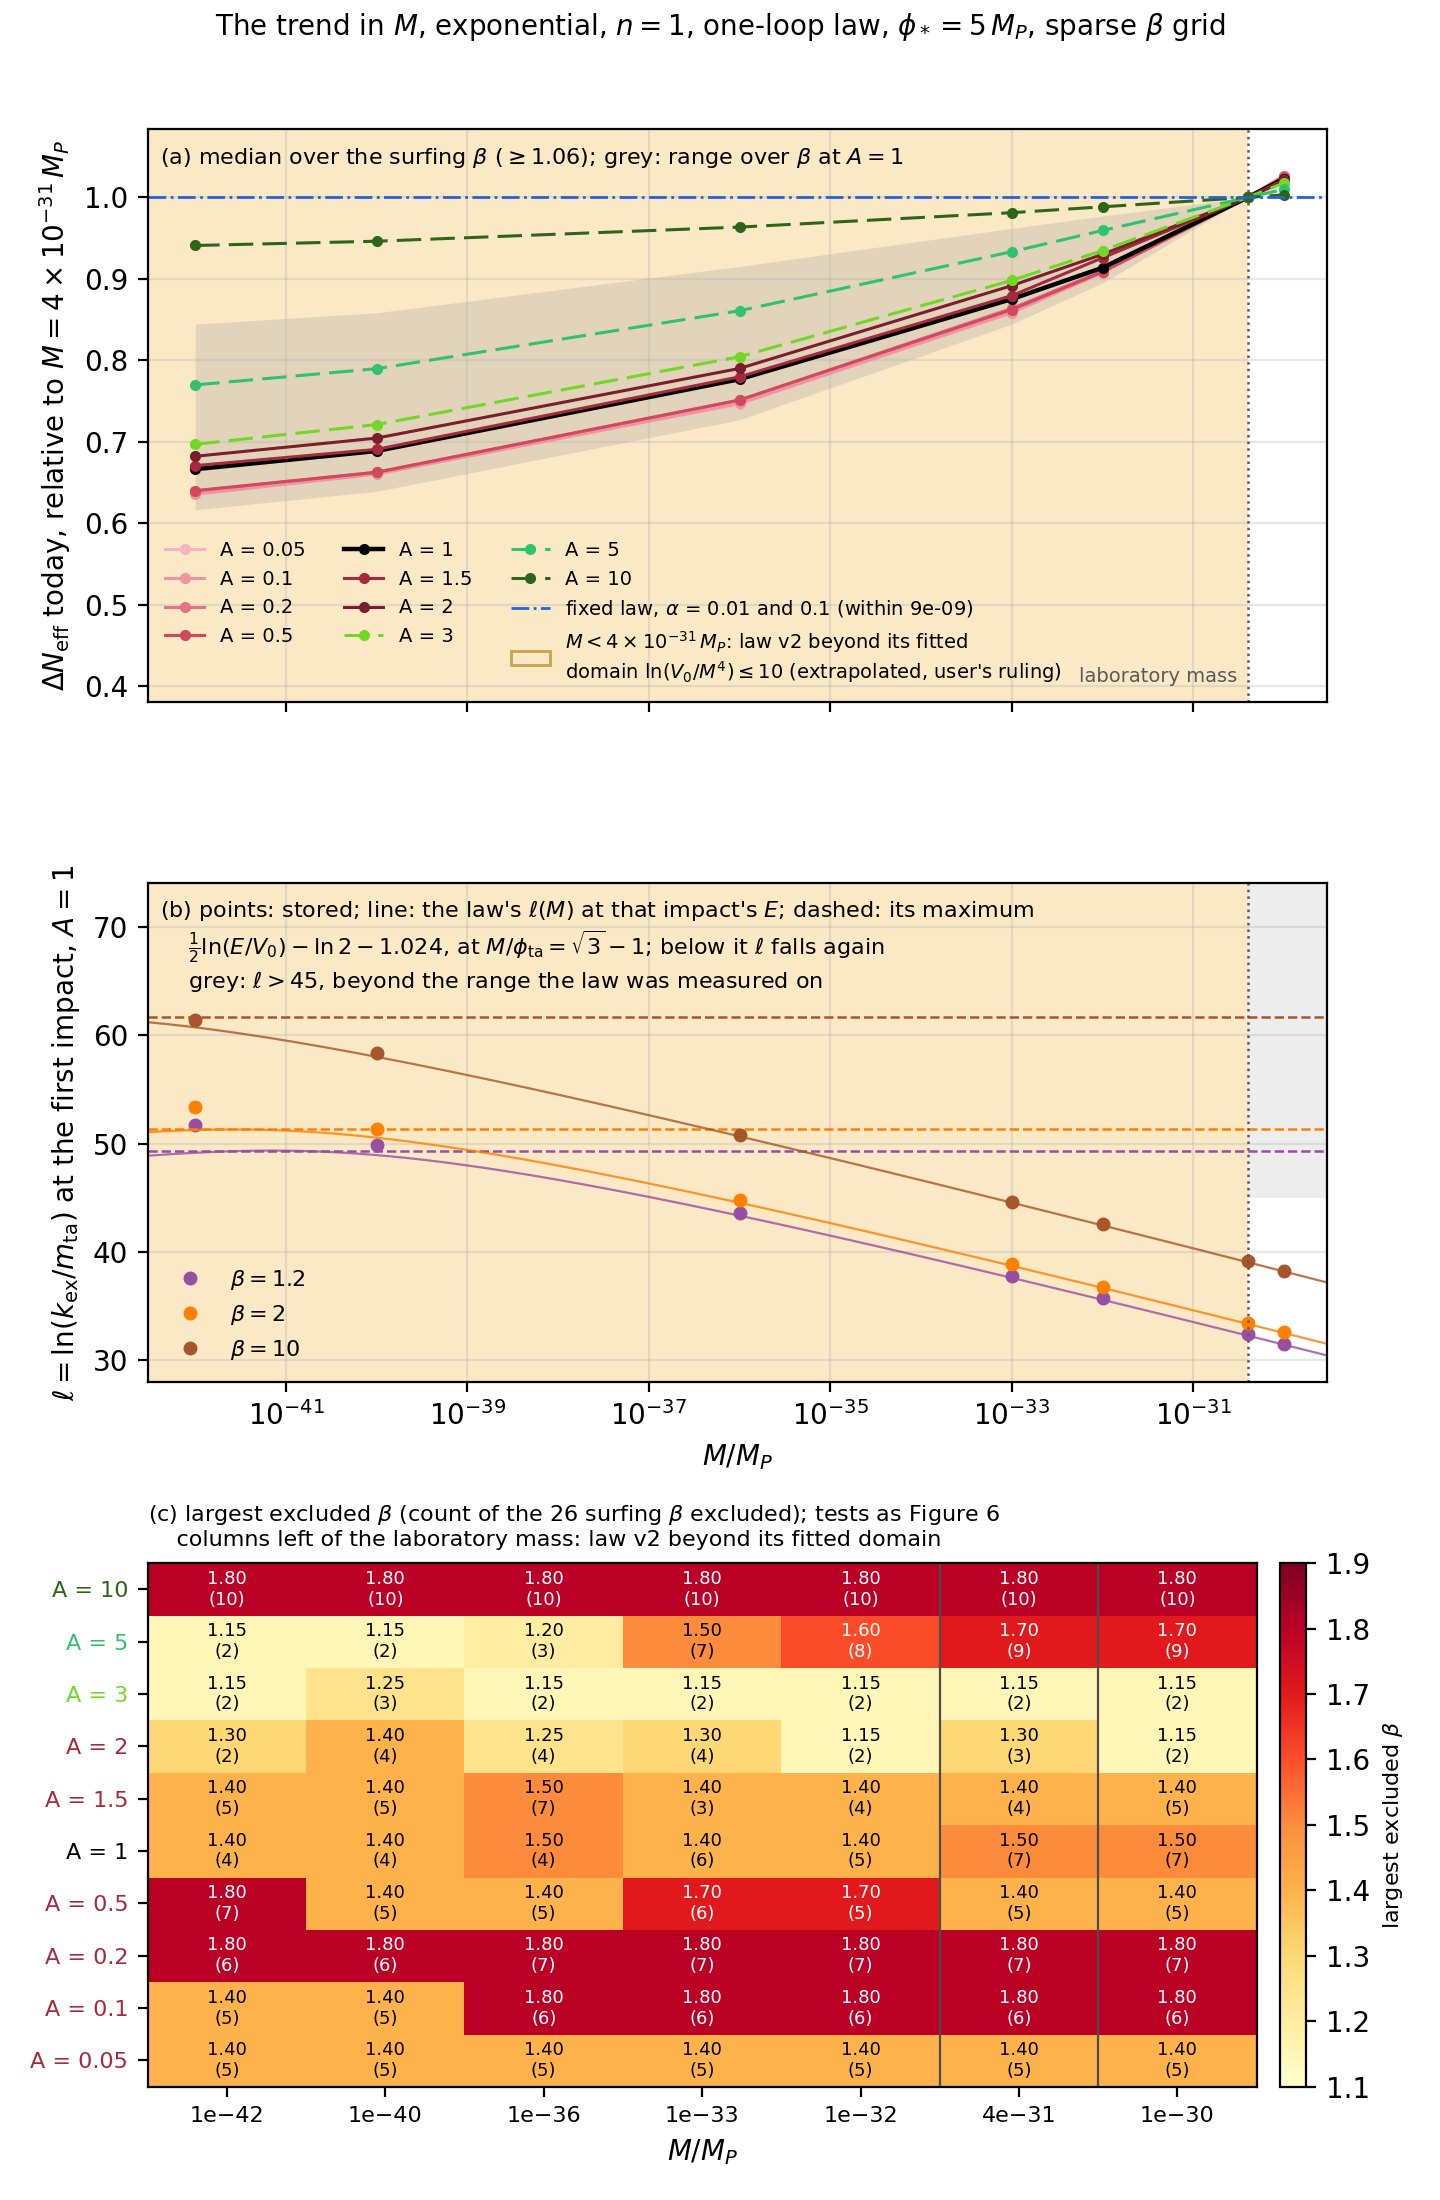 The trend in M, exponential, n = 1, one-loop law, ϕ* = 5 M_P, sparse β grid
(a) median over the surfing β (≥ 1.06); grey: range over β at A = 1
ΔN_eff today, relative to M = 4 × 10⁻³¹ M_P
1.0
0.9
0.8
0.7
0.6
0.5
0.4
A = 0.05
A = 0.1
A = 0.2
A = 0.5
A = 1
A = 1.5
A = 2
A = 3
A = 5
A = 10
fixed law, α = 0.01 and 0.1 (within 9e-09)
M < 4 × 10⁻³¹ M_P: law v2 beyond its fitted
domain ln(V₀/M⁴) ≤ 10 (extrapolated, user's ruling)
laboratory mass
(b) points: stored; line: the law's ℓ(M) at that impact's E; dashed: its maximum
½ln(E/V₀) − ln 2 − 1.024, at M/ϕ_ta = √3 − 1; below it ℓ falls again
grey: ℓ > 45, beyond the range the law was measured on
ℓ = ln(k_ex/m_ta) at the first impact, A = 1
70
60
50
40
30
β = 1.2
β = 2
β = 10
10⁻⁴¹ 10⁻³⁹ 10⁻³⁷ 10⁻³⁵ 10⁻³³ 10⁻³¹
M/M_P
(c) largest excluded β (count of the 26 surfing β excluded); tests as Figure 6
columns left of the laboratory mass: law v2 beyond its fitted domain
A = 10 1.80 1.80 1.80 1.80 1.80 1.80 1.80
(10) (10) (10) (10) (10) (10) (10)
A = 5 1.15 1.15 1.20 1.50 1.60 1.70 1.70
(2) (2) (3) (7) (8) (9) (9)
A = 3 1.15 1.25 1.15 1.15 1.15 1.15 1.15
(2) (3) (2) (2) (2) (2) (2)
A = 2 1.30 1.40 1.25 1.30 1.15 1.30 1.15
(2) (4) (4) (4) (2) (3) (2)
A = 1.5 1.40 1.40 1.50 1.40 1.40 1.40 1.40
(5) (5) (7) (3) (4) (4) (5)
A = 1 1.40 1.40 1.50 1.40 1.40 1.50 1.50
(4) (4) (4) (6) (5) (7) (7)
A = 0.5 1.80 1.40 1.40 1.70 1.70 1.40 1.40
(7) (5) (5) (6) (5) (5) (5)
A = 0.2 1.80 1.80 1.80 1.80 1.80 1.80 1.80
(6) (6) (7) (7) (7) (7) (7)
A = 0.1 1.40 1.40 1.80 1.80 1.80 1.80 1.80
(5) (5) (6) (6) (6) (6) (6)
A = 0.05 1.40 1.40 1.40 1.40 1.40 1.40 1.40
(5) (5) (5) (5) (5) (5) (5)
1e−42 1e−40 1e−36 1e−33 1e−32 4e−31 1e−30
M/M_P
1.9
1.8
1.7
1.6
1.5
1.4
1.3
1.2
1.1
largest excluded β